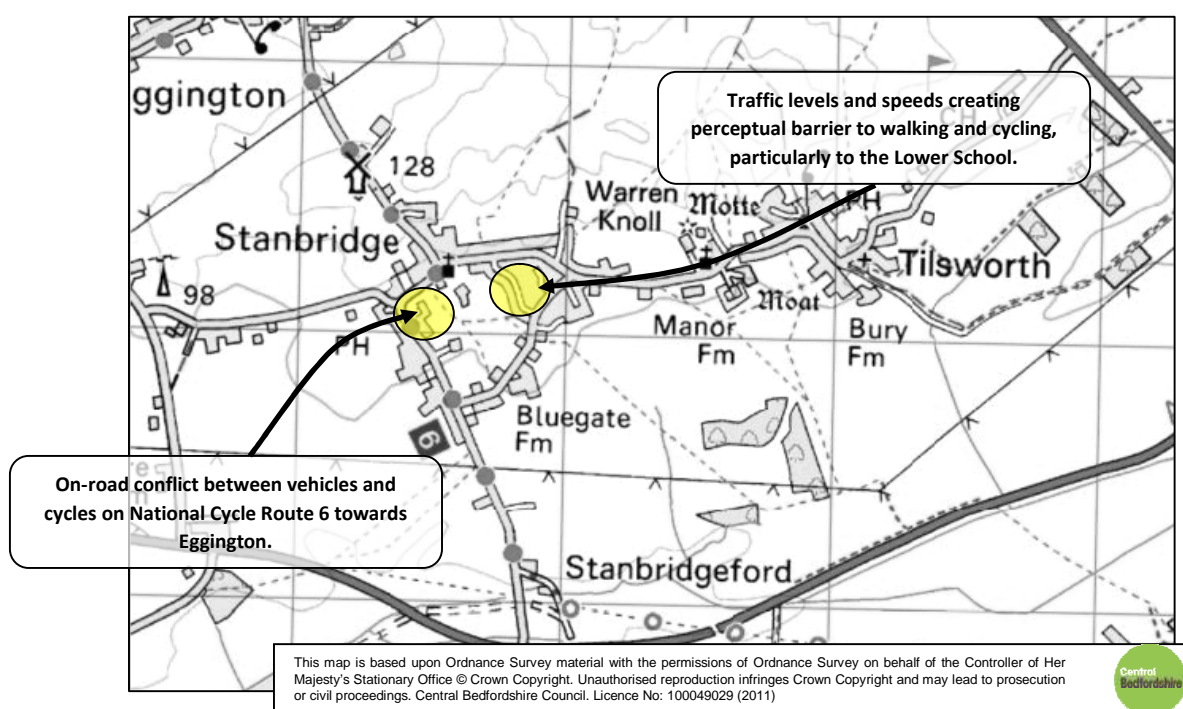 ggington
Traffic levels and speeds creating
perceptual barrier to walking and cycling,
particularly to the Lower School.
128
Warren
Knoll
Motte
PH
Stanbridge
Tilsworth
98
Moat
PH
Manor
Fm
Bury
Fm
Bluegate
Fm
6
On-road conflict between vehicles and
cycles on National Cycle Route 6 towards
Eggington.
Stanbridgeford
This map is based upon Ordnance Survey material with the permissions of Ordnance Survey on behalf of the Controller of Her
Majesty's Stationary Office © Crown Copyright. Unauthorised reproduction infringes Crown Copyright and may lead to prosecution
or civil proceedings. Central Bedfordshire Council. Licence No: 100049029 (2011)
Central
Bedfordshire